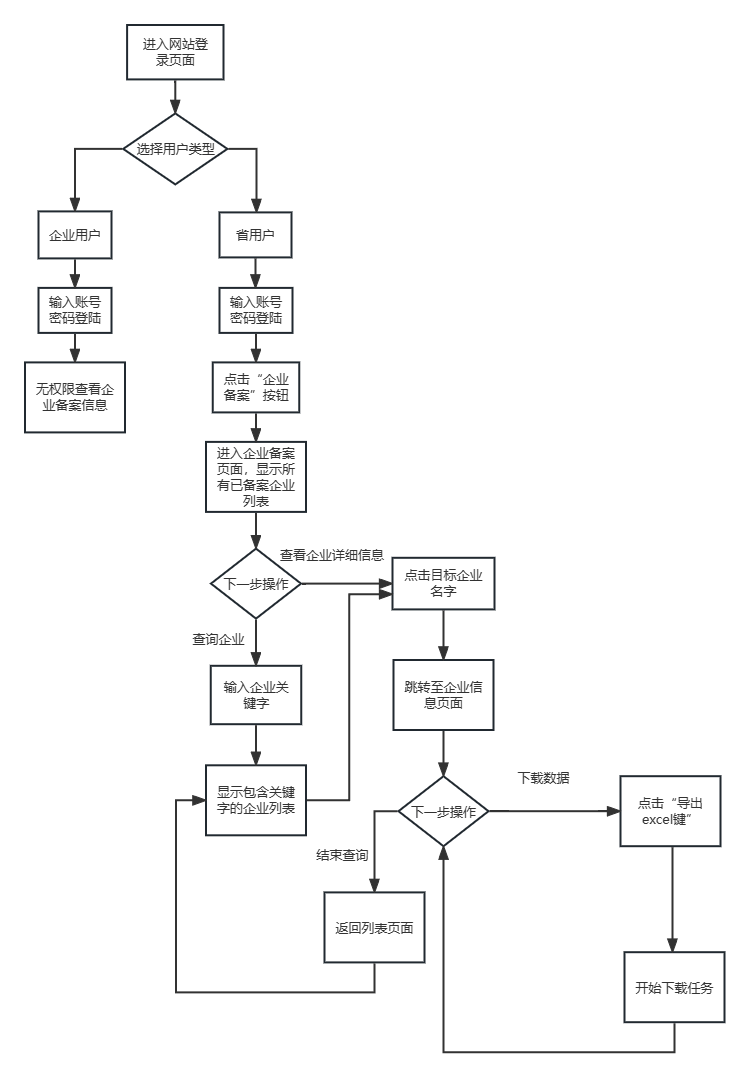 进入网站登
录页面
选择用户类型
企业用户
省用户
输入账号
密码登陆
输入账号
密码登陆
无权限查看企
业备案信息
点击“企业
备案”按钮
进入企业备案
页面，显示所
有已备案企业
列表
查看企业详细信息
下一步操作
点击目标企业
名字
查询企业
输入企业关
键字
跳转至企业信
息页面
显示包含关键
字的企业列表
下载数据
下一步操作
点击“导出
excel键”
结束查询
返回列表页面
开始下载任务